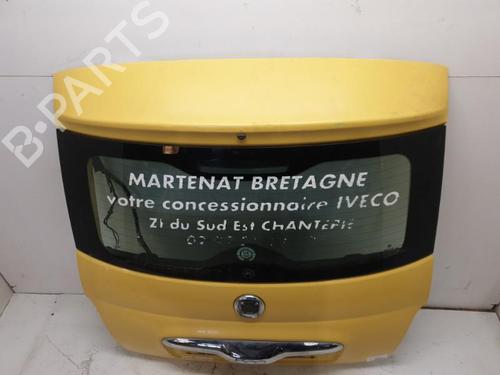 B-PARTS
MARTENAT BRETAGNE
votre concessionnaire IVECO
ZI du Sud Est CHANTEPIE